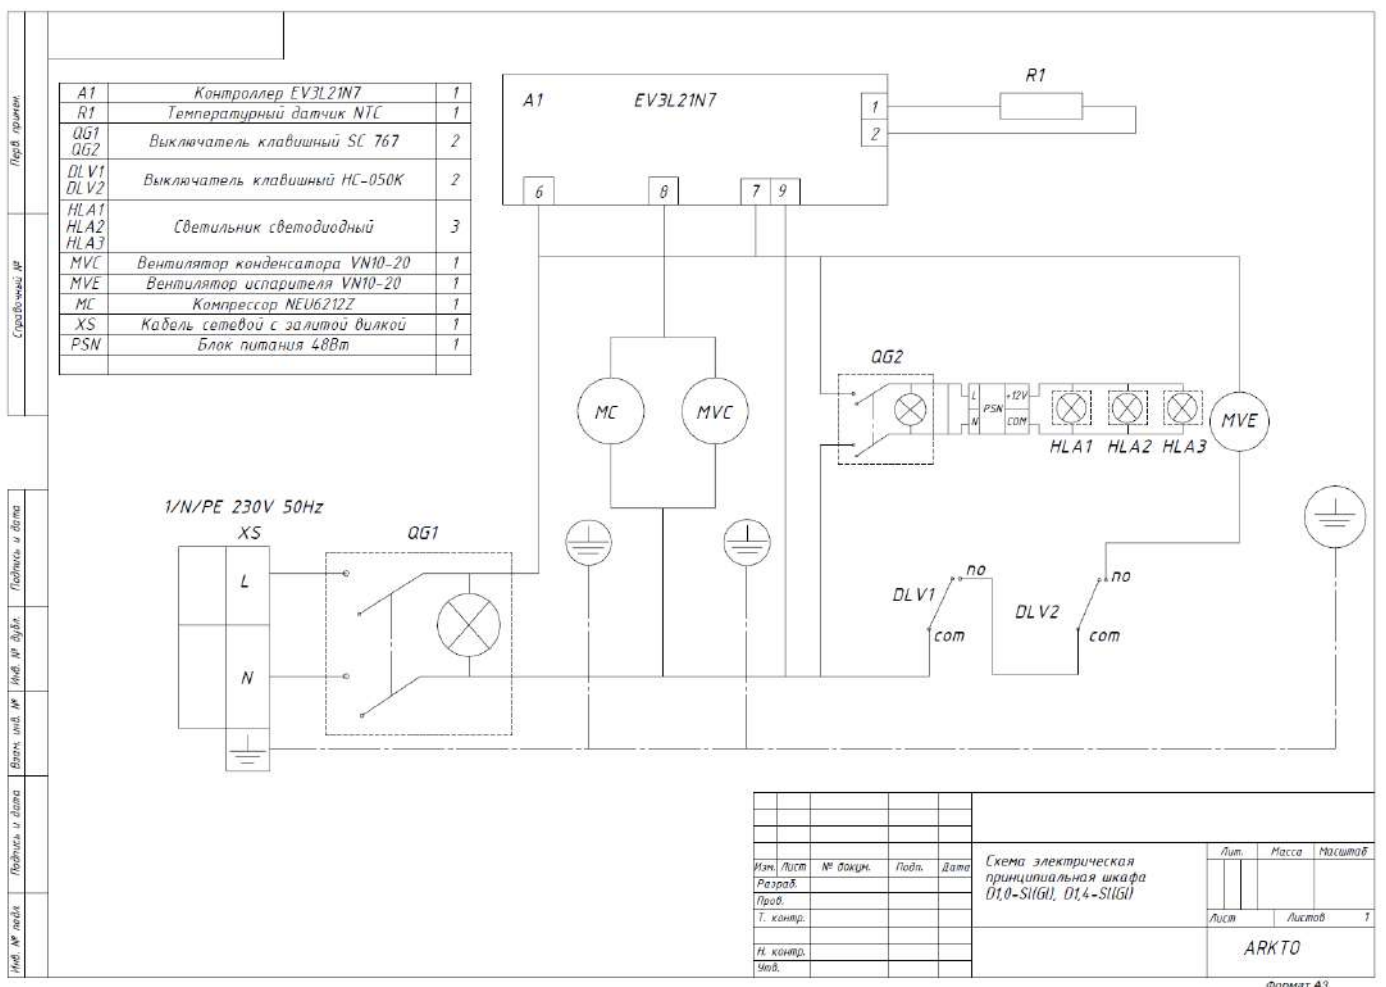 Перв. примен.
Справочный №
Подпись и дата
Инв. № дубл.
Взам. инв. №
Подпись и дата
Инв. № подл.
A1 Контроллер EV3L21N7 1
R1 Температурный датчик NTC 1
QG1
QG2 Выключатель клавишный SC 767 2
DLV1
DLV2 Выключатель клавишный HC-050K 2
HLA1
HLA2 Светильник светодиодный 3
HLA3
MVC Вентилятор конденсатора VN10-20 1
MVE Вентилятор испарителя VN10-20 1
MC Компрессор NEU6212Z 1
XS Кабель сетевой с залитой вилкой 1
PSN Блок питания 48Вт 1
A1 EV3L21N7
1
2
6 8 7 9
R1
MC MVC
QG2
L PSN +12V
N COM
HLA1 HLA2 HLA3
MVE
1/N/PE 230V 50Hz
XS
L
N
QG1
DLV1 no
com
DLV2 no
com
Изм. Лист № докум. Подп. Дата
Разраб.
Пров.
Т. контр.
Н. контр.
Утв.
Схема электрическая
принципиальная шкафа
D1,0-Sl(Gl), D1,4-Sl(Gl)
Лит. Масса Масштаб
Лист Листов 1
ARKTO
Формат А3